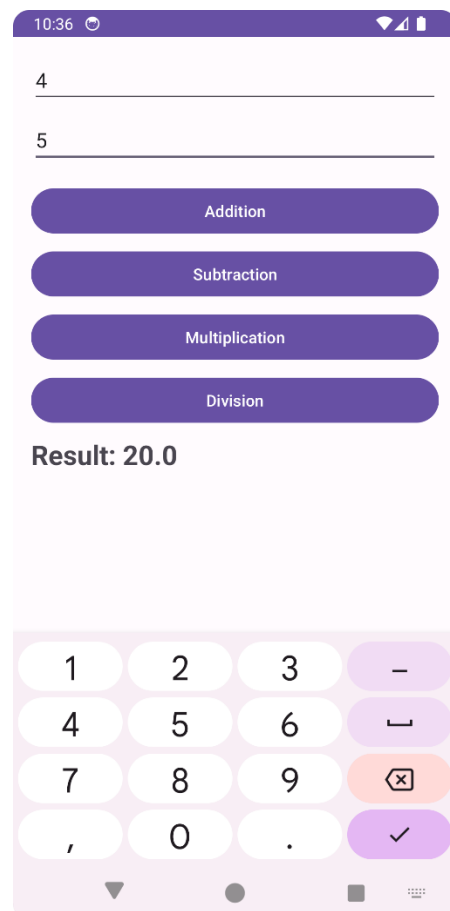 10:36
4
5
Addition
Subtraction
Multiplication
Division
Result: 20.0
1 2 3 –
4 5 6
7 8 9
, 0 .